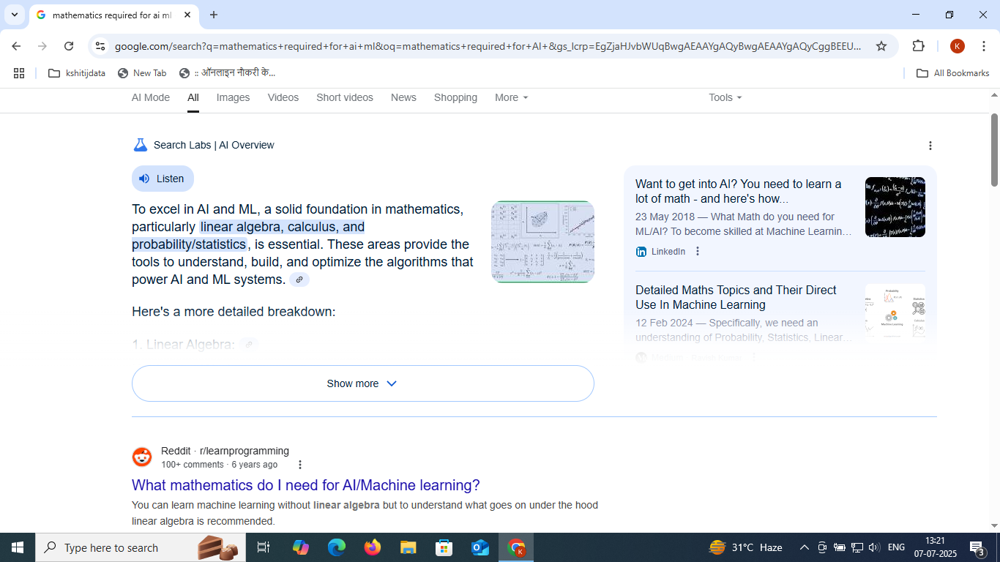 mathematics required for ai ml
google.com/search?q=mathematics+required+for+ai+ml&oq=mathematics+required+for+AI+&gs_lcrp=EgZjaHJvbWUqBwgAEAAYgAQyBwgAEAAYgAQyCggBEEU...
K
kshitijdata
New Tab
:: ऑनलाइन नौकरी के...
All Bookmarks
AI Mode
All
Images
Videos
Short videos
News
Shopping
More
Tools
Search Labs | AI Overview
Listen
To excel in AI and ML, a solid foundation in mathematics,
particularly linear algebra, calculus, and
probability/statistics, is essential. These areas provide the
tools to understand, build, and optimize the algorithms that
power AI and ML systems.
Here's a more detailed breakdown:
1. Linear Algebra:
Show more
Want to get into AI? You need to learn a
lot of math - and here's how...
23 May 2018 — What Math do you need for
ML/AI? To become skilled at Machine Learnin...
LinkedIn
Detailed Maths Topics and Their Direct
Use In Machine Learning
12 Feb 2024 — Specifically, we need an
understanding of Probability, Statistics, Linear...
Reddit · r/learnprogramming
100+ comments · 6 years ago
What mathematics do I need for AI/Machine learning?
You can learn machine learning without linear algebra but to understand what goes on under the hood
linear algebra is recommended.
Type here to search
31°C Haze
ENG
13:21
07-07-2025
3